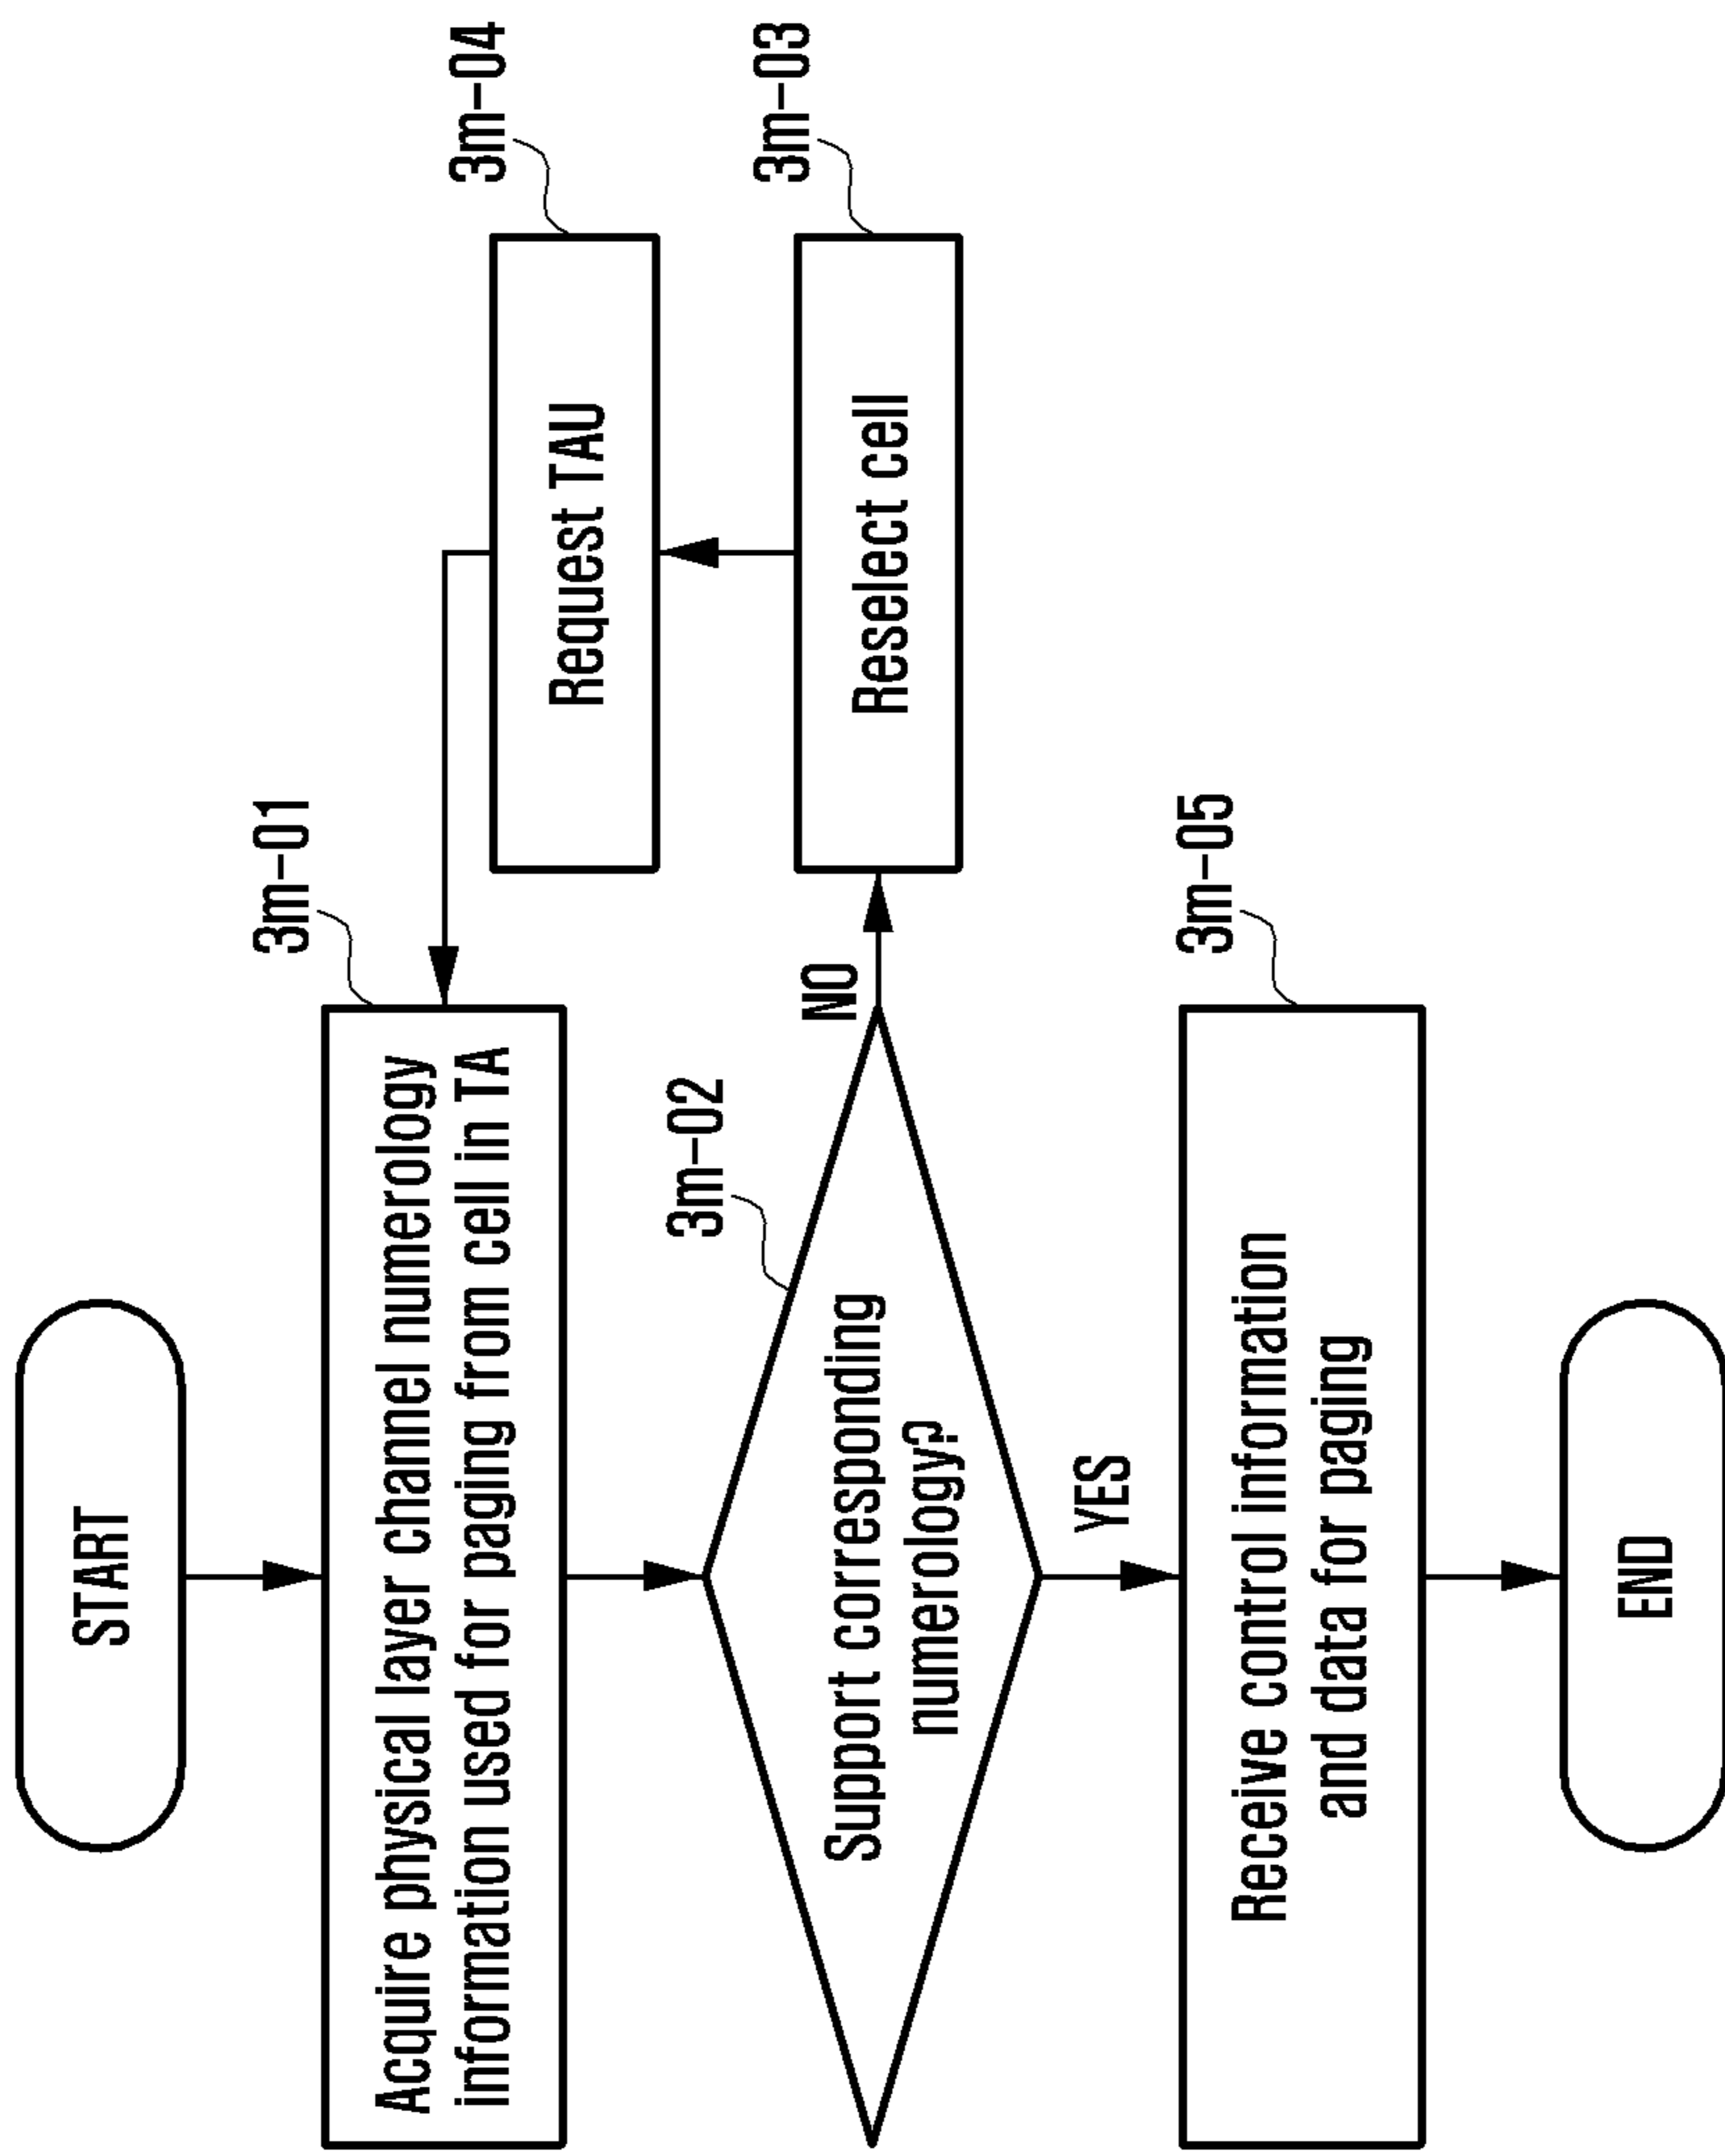 START
3m-01
Acquire physical layer channel numerology
information used for paging from cell in TA
3m-04
Request TAU
3m-02
Support corresponding
numerology?
NO
3m-03
Reselect cell
YES
3m-05
Receive control information
and data for paging
END